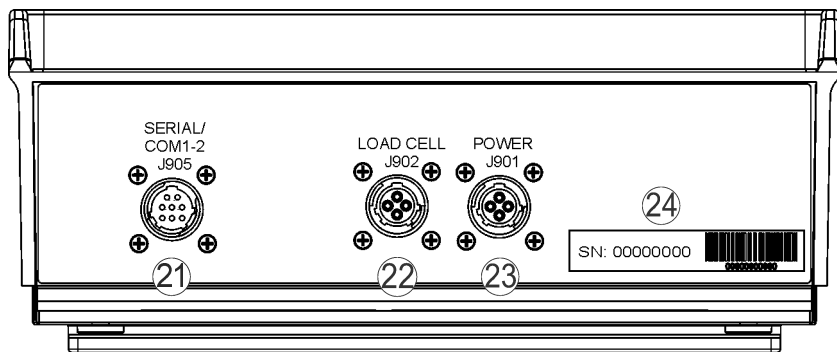 SERIAL/
COM1-2
J905
LOAD CELL
J902
POWER
J901
24
SN: 00000000
21
22
23